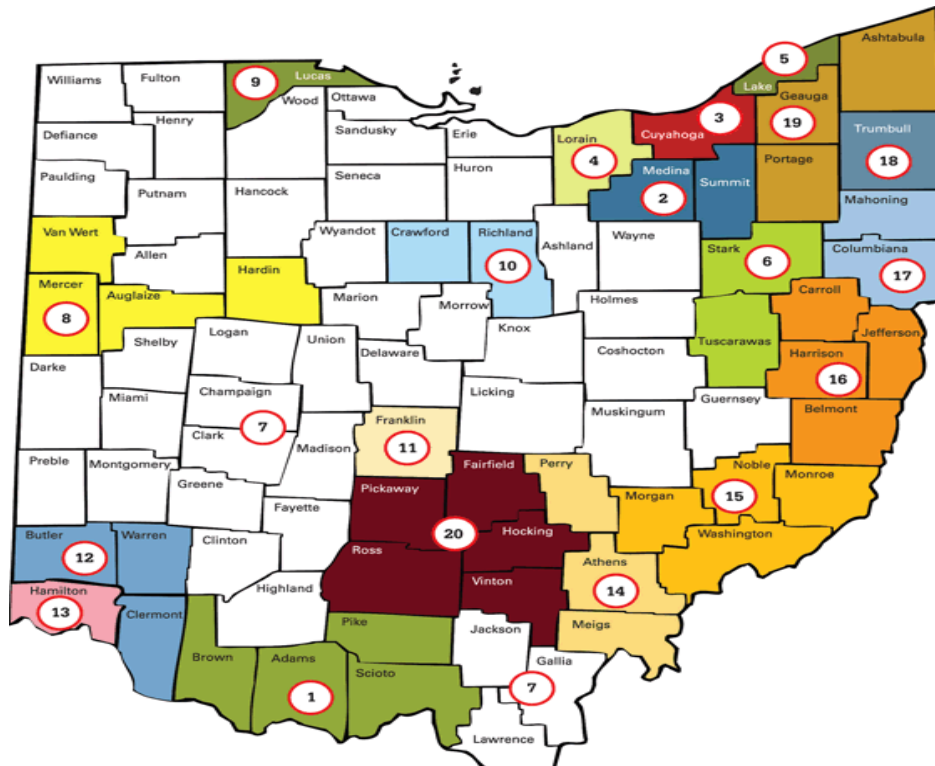 Ashtabula
5
Lucas
9
Williams
Fulton
Lake
Geauga
Wood
Ottawa
3
19
Henry
Trumbull
Defiance
Sandusky
Erie
Lorain
Cuyahoga
4
18
Portage
Paulding
Seneca
Huron
Medina
Summit
Putnam
Hancock
2
Mahoning
Van Wert
Wyandot
Crawford
Richland
Ashland
Wayne
Stark
Columbiana
Allen
10
6
17
Hardin
Mercer
Auglaize
Carroll
8
Marion
Morrow
Holmes
Knox
Logan
Union
Jefferson
Shelby
Tuscarawas
Delaware
Coshocton
Harrison
Darke
16
Champaign
Licking
Miami
Guernsey
Muskingum
Belmont
7
Franklin
Clark
11
Madison
Preble
Montgomery
Fairfield
Perry
Noble
Monroe
Greene
Pickaway
Morgan
15
Fayette
20
Hocking
Washington
Butler
Warren
Clinton
12
Ross
Athens
Vinton
Hamilton
Highland
14
13
Clermont
Pike
Jackson
Meigs
Brown
Adams
Scioto
Gallia
1
7
Lawrence